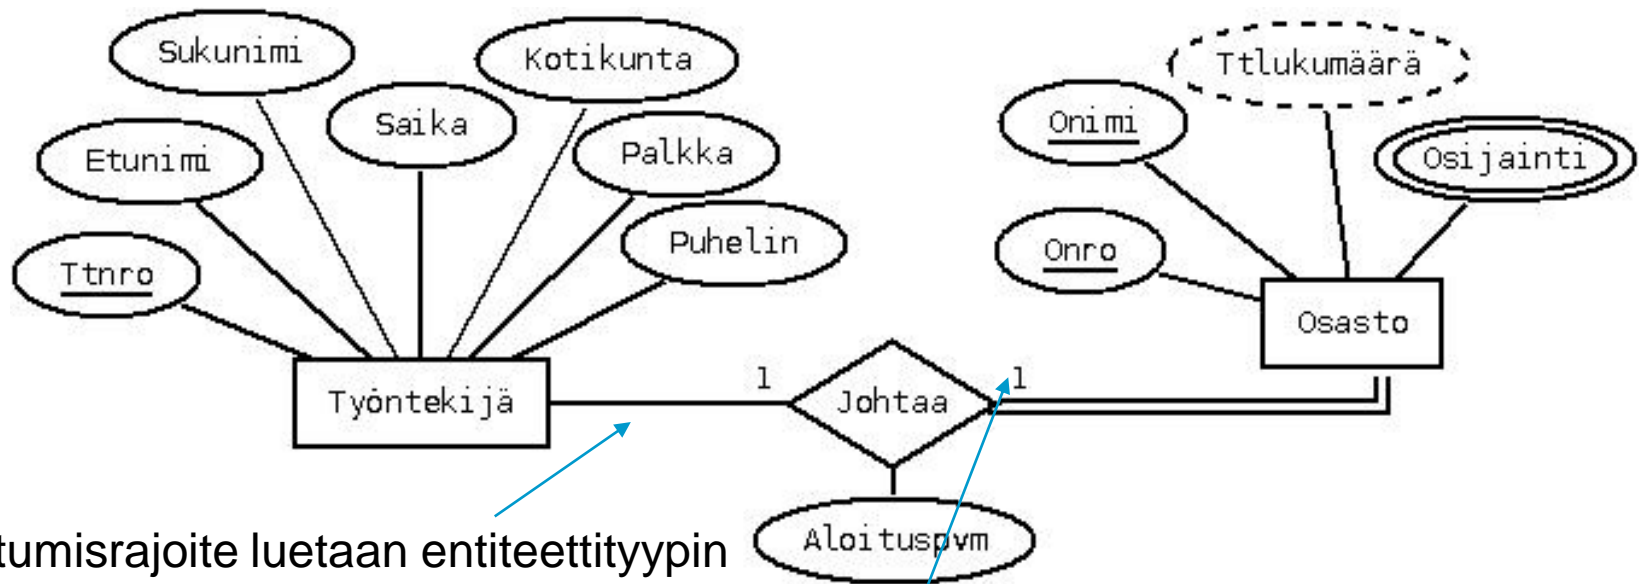 Sukunimi
Kotikunta
Ttlukumäärä
Saika
Onimi
Etunimi
Palkka
Osijainti
Puhelin
Onro
Ttnro
Osasto
Työntekijä
1
Johtaa
1
Aloituspvm
tumisrajoite luetaan entiteettityypin